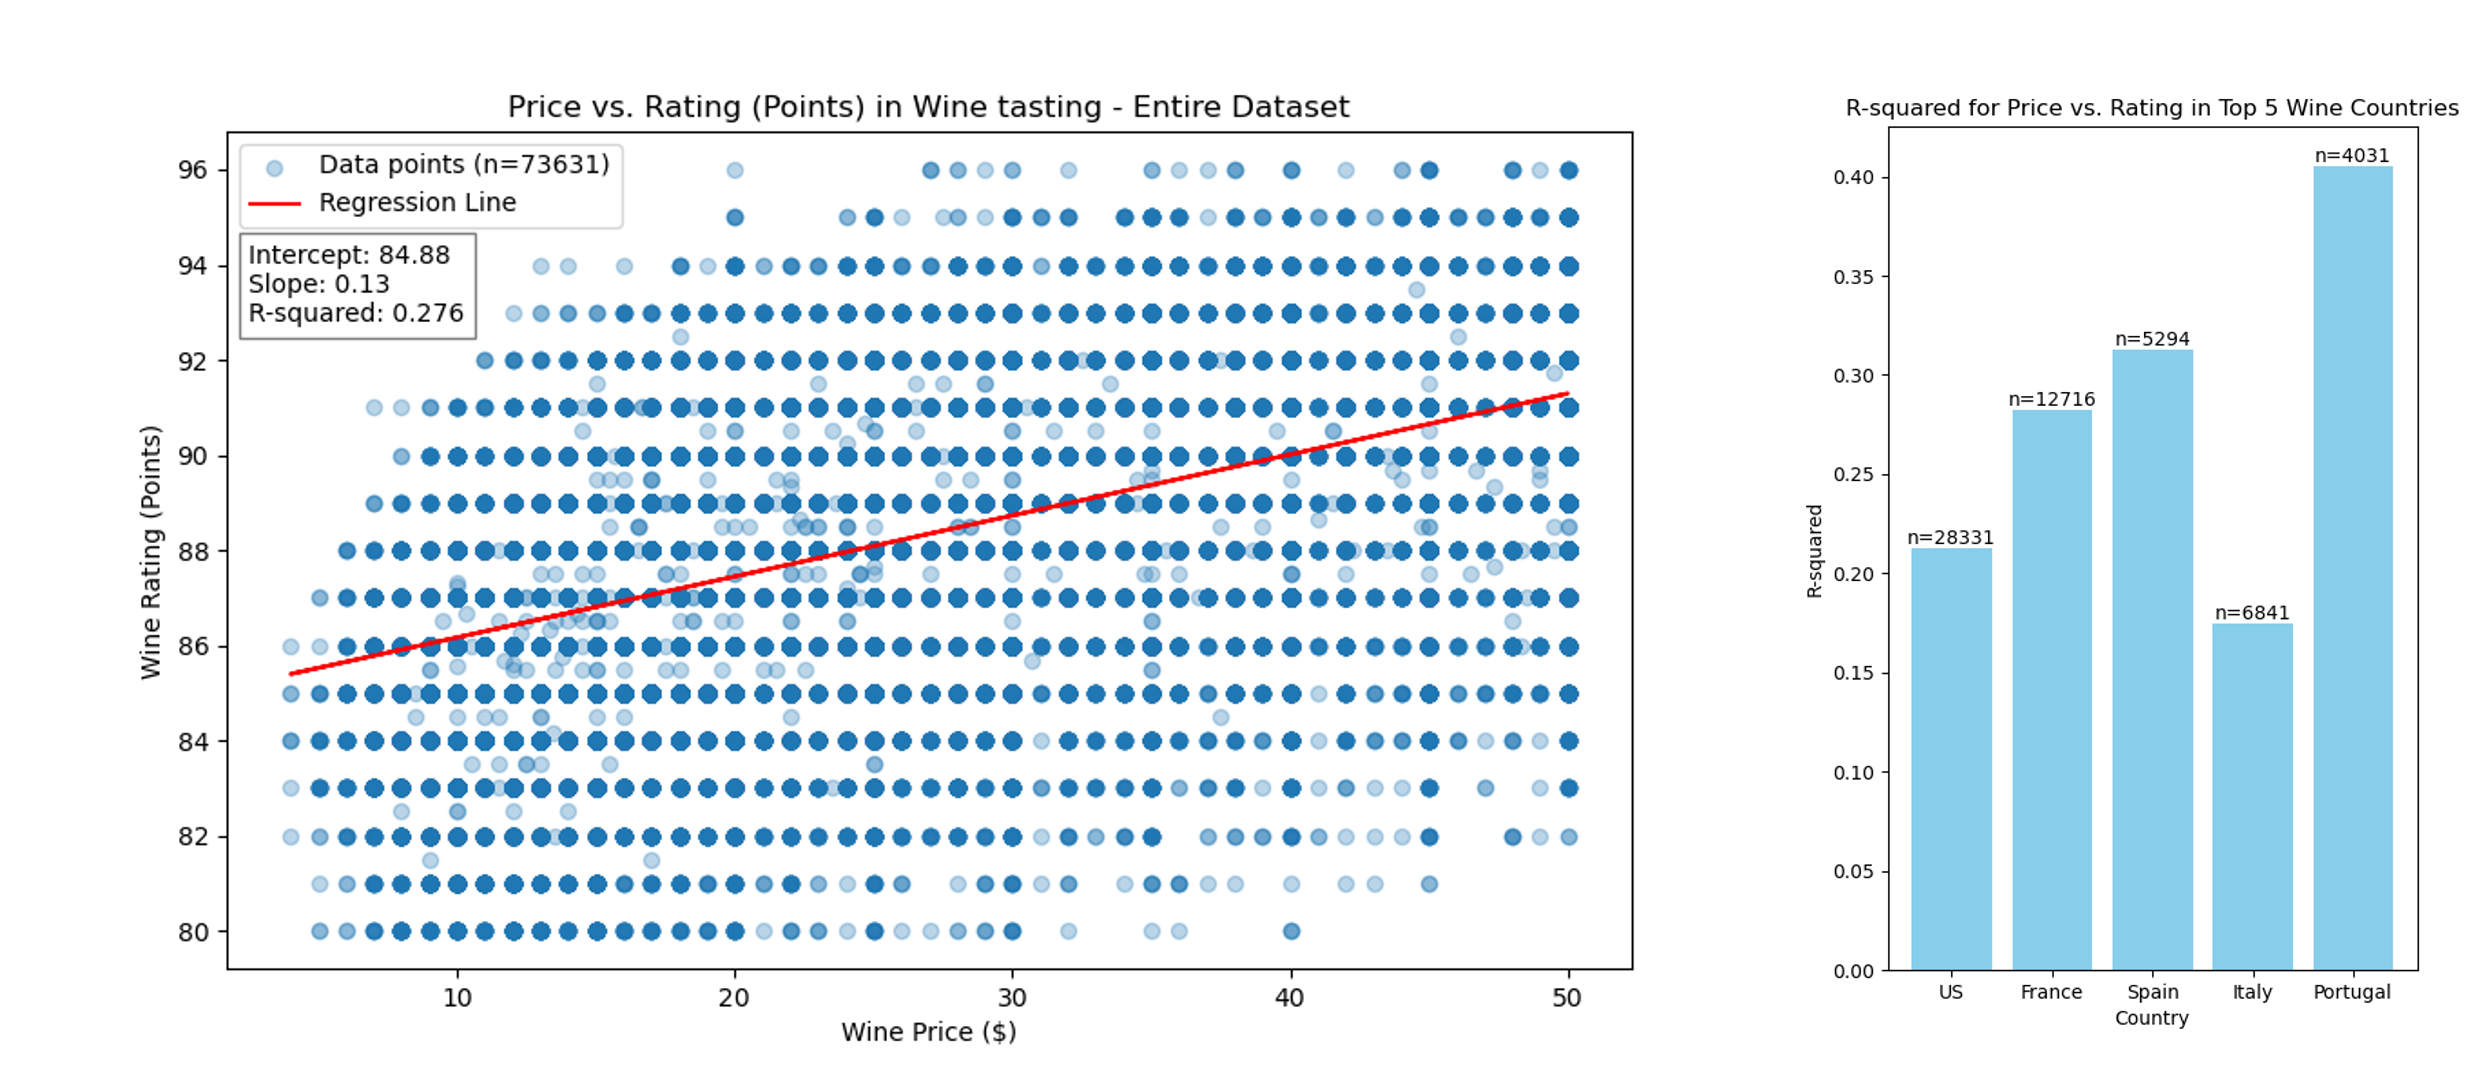 Price vs. Rating (Points) in Wine tasting - Entire Dataset
Data points (n=73631)
Regression Line
Intercept: 84.88
Slope: 0.13
R-squared: 0.276
96
94
92
90
88
86
84
82
80
Wine Rating (Points)
10 20 30 40 50
Wine Price ($)
R-squared for Price vs. Rating in Top 5 Wine Countries
0.40
0.35
0.30
0.25
0.20
0.15
0.10
0.05
0.00
R-squared
n=28331
n=12716
n=5294
n=6841
n=4031
US France Spain Italy Portugal
Country